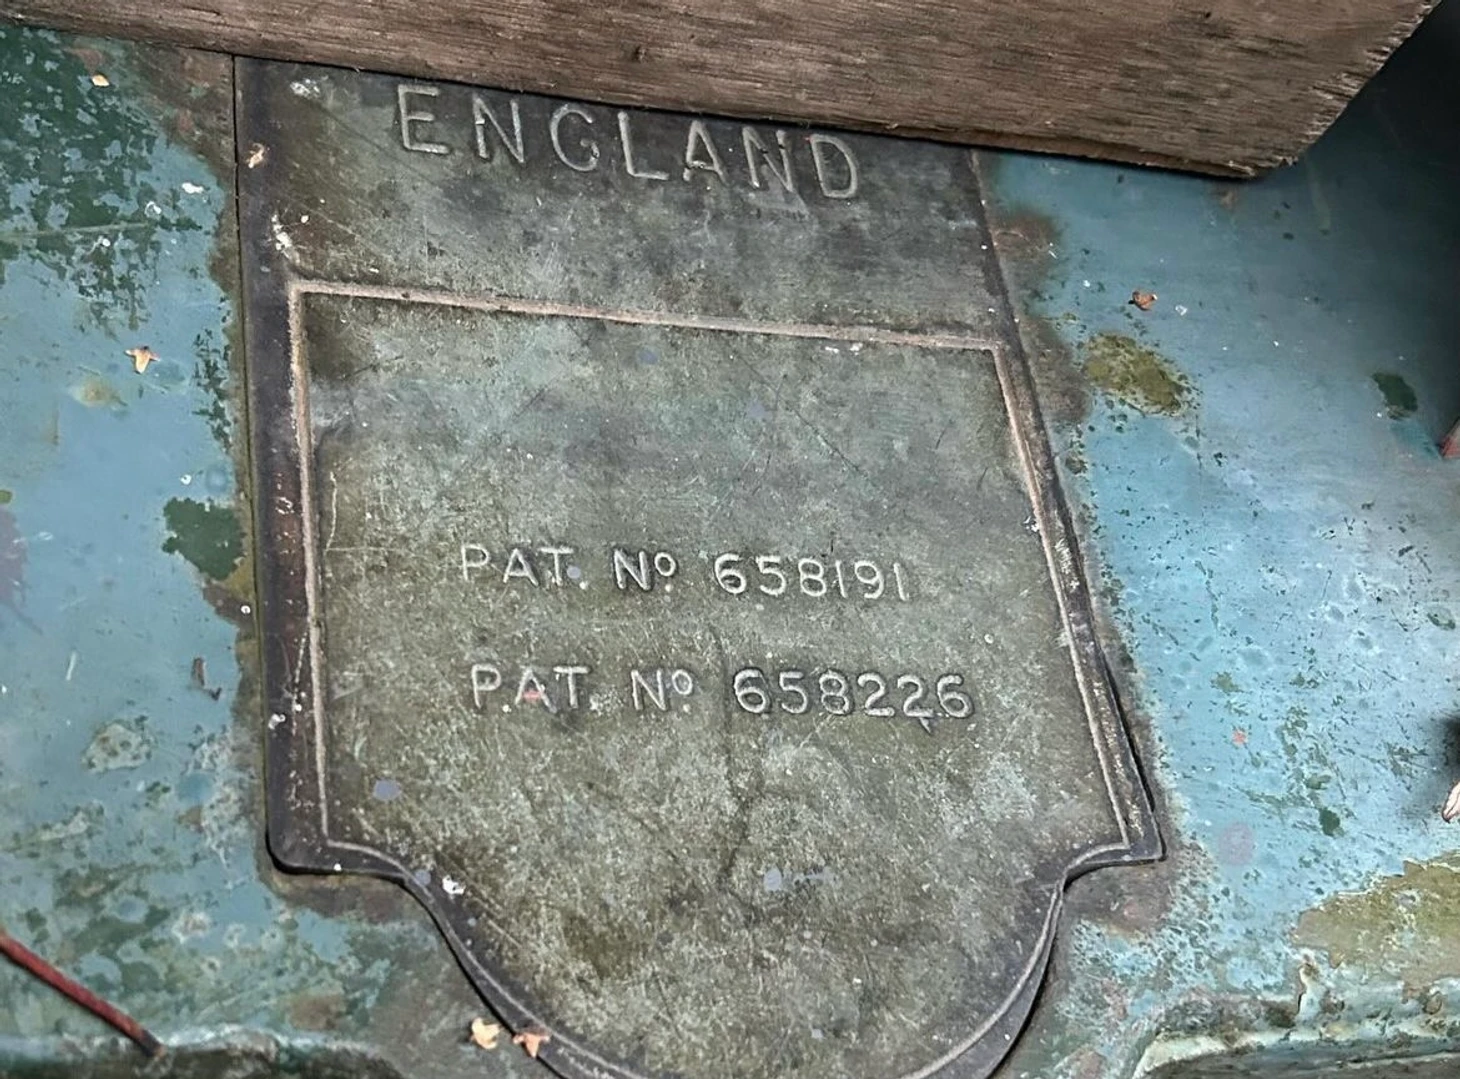 ENGLAND
PAT. Nº 658191
PAT. Nº 658226